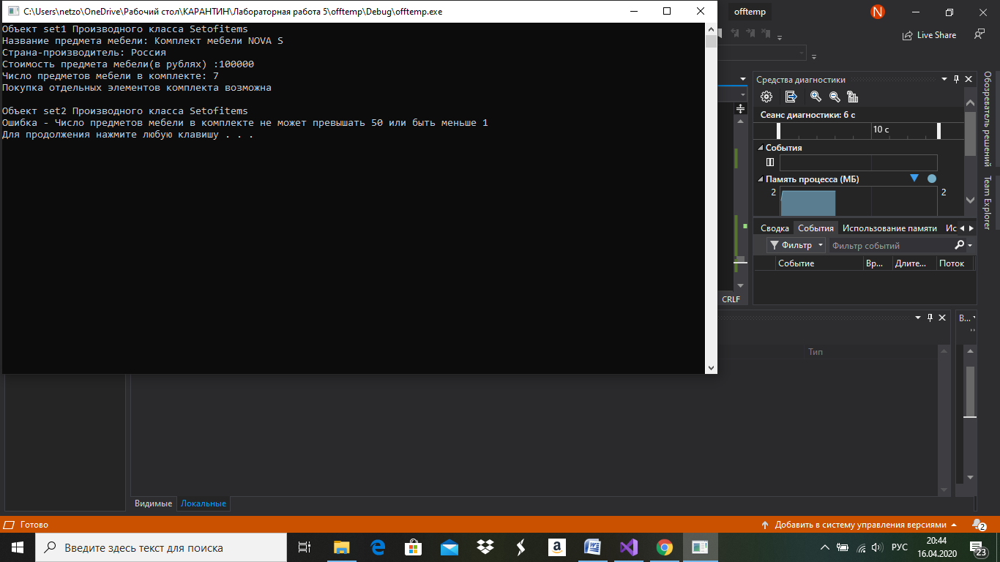 C:\Users\netzo\OneDrive\Рабочий стол\КАРАНТИН\Лабораторная работа 5\offtemp\Debug\offtemp.exe
Объект set1 Производного класса Setofitems
Название предмета мебели: Комплект мебели NOVA S
Страна-производитель: Россия
Стоимость предмета мебели(в рублях) :100000
Число предметов мебели в комплекте: 7
Покупка отдельных элементов комплекта возможна
Объект set2 Производного класса Setofitems
Ошибка - Число предметов мебели в комплекте не может превышать 50 или быть меньше 1
Для продолжения нажмите любую клавишу . . .
offtemp
N
Live Share
Средства диагностики
Сеанс диагностики: 6 с
10 с
События
Память процесса (МБ)
2
2
Сводка События Использование памяти Ис
Фильтр Фильтр событий
Событие Вр... Длите... Поток
CRLF
Обозреватель решений
Team Explorer
В...
Тип
Видимые Локальные
Готово
Добавить в систему управления версиями
2
Введите здесь текст для поиска
РУС
20:44
16.04.2020
23